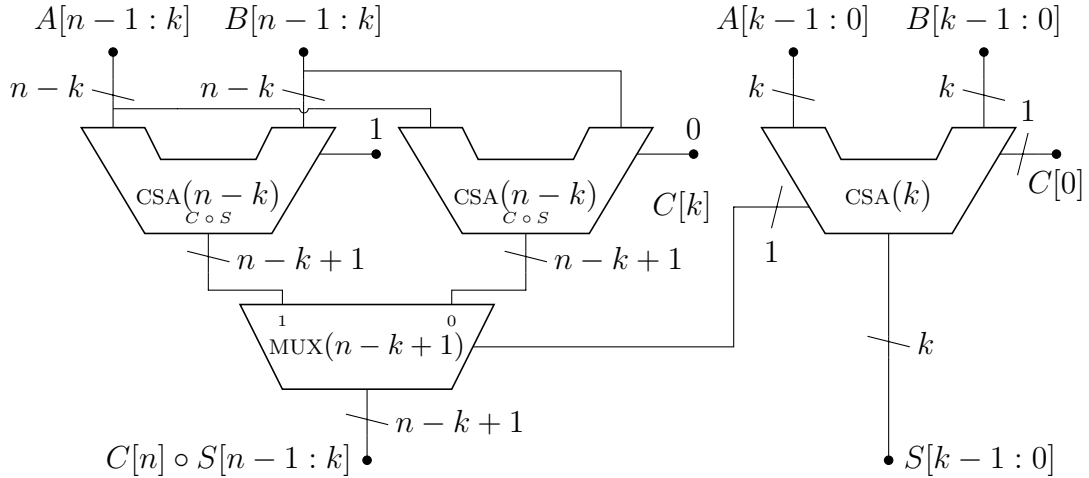 A[n − 1 : k] B[n − 1 : k] A[k − 1 : 0] B[k − 1 : 0]
n − k n − k k k
1 0 1
CSA(n − k) CSA(n − k) CSA(k) C[0]
C ∘ S C ∘ S C[k]
n − k + 1 n − k + 1 1
1 0
MUX(n − k + 1) k
n − k + 1
C[n] ∘ S[n − 1 : k] S[k − 1 : 0]